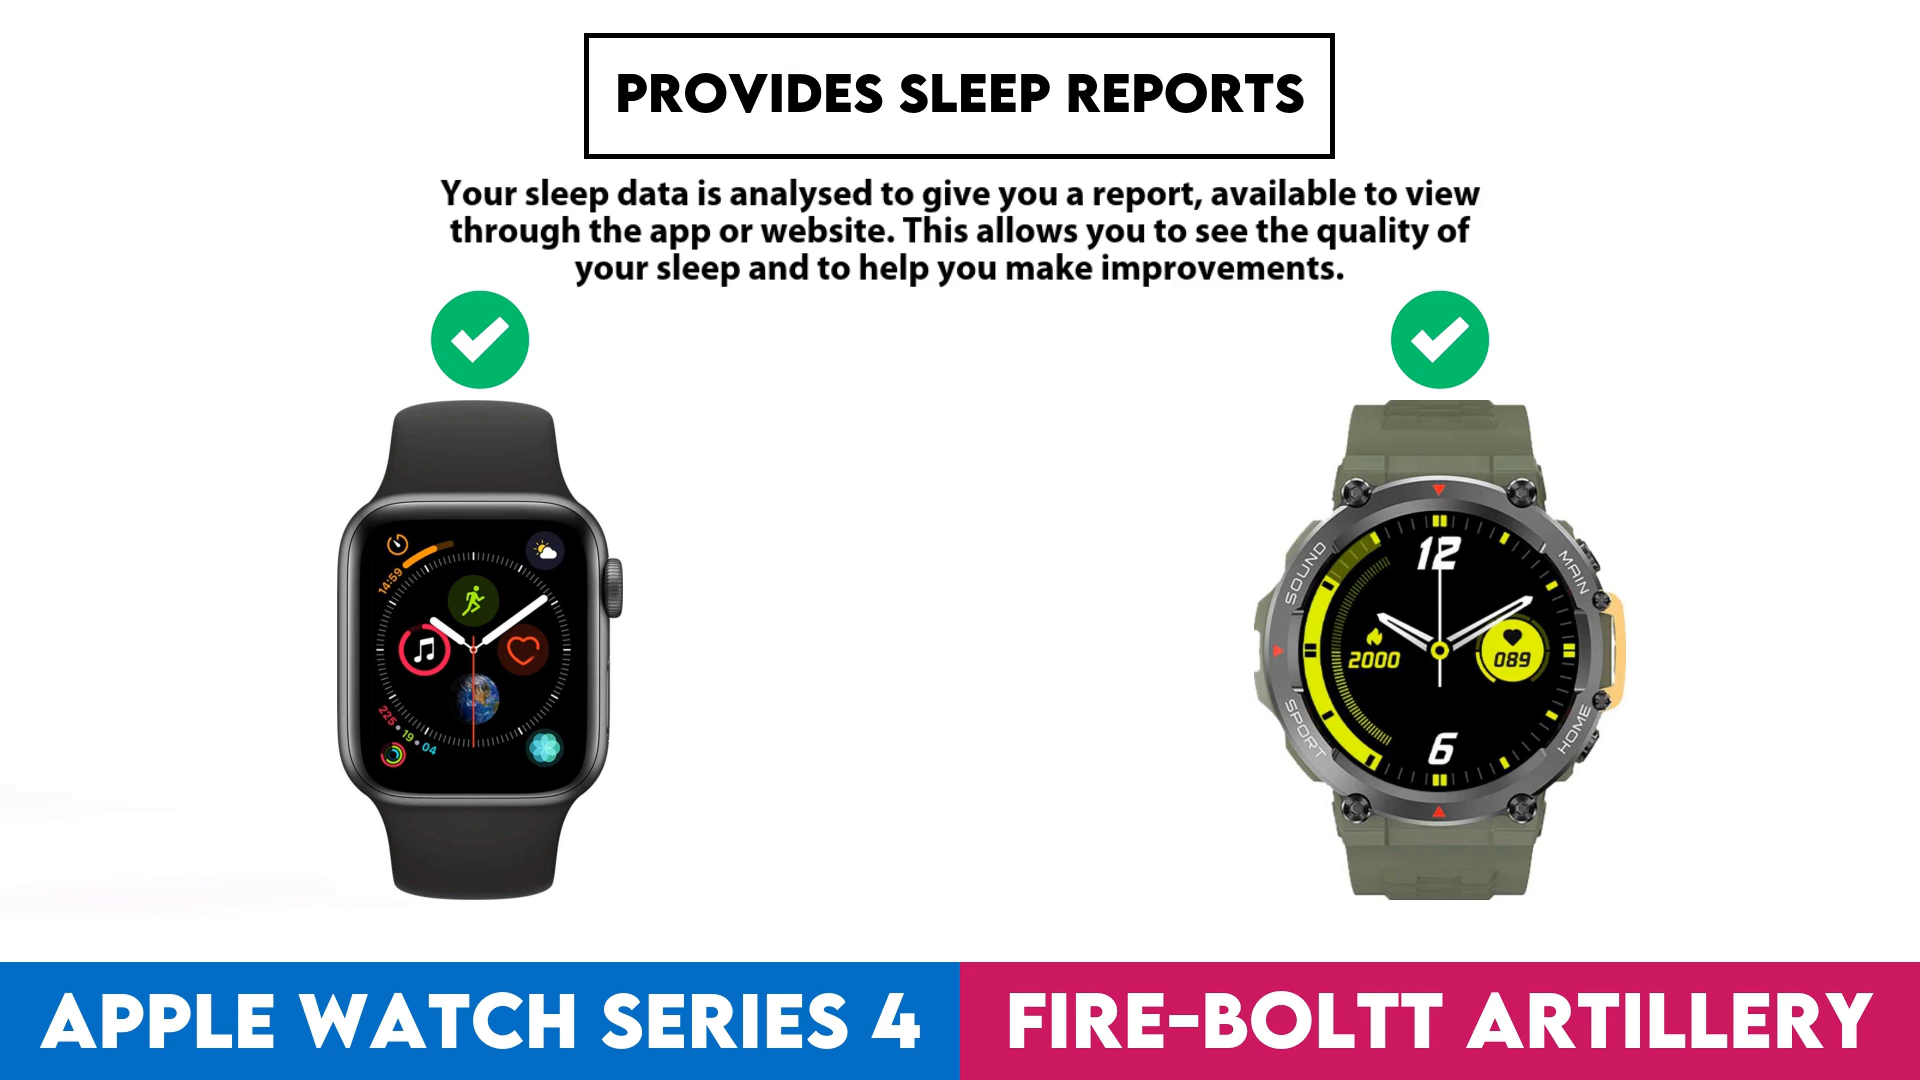 PROVIDES SLEEP REPORTS
Your sleep data is analysed to give you a report, available to view
through the app or website. This allows you to see the quality of
your sleep and to help you make improvements.
14:59
225 • 19 • 04
SOUND
MAIN
12
2000
089
6
SPORT
HOME
APPLE WATCH SERIES 4
FIRE-BOLTT ARTILLERY